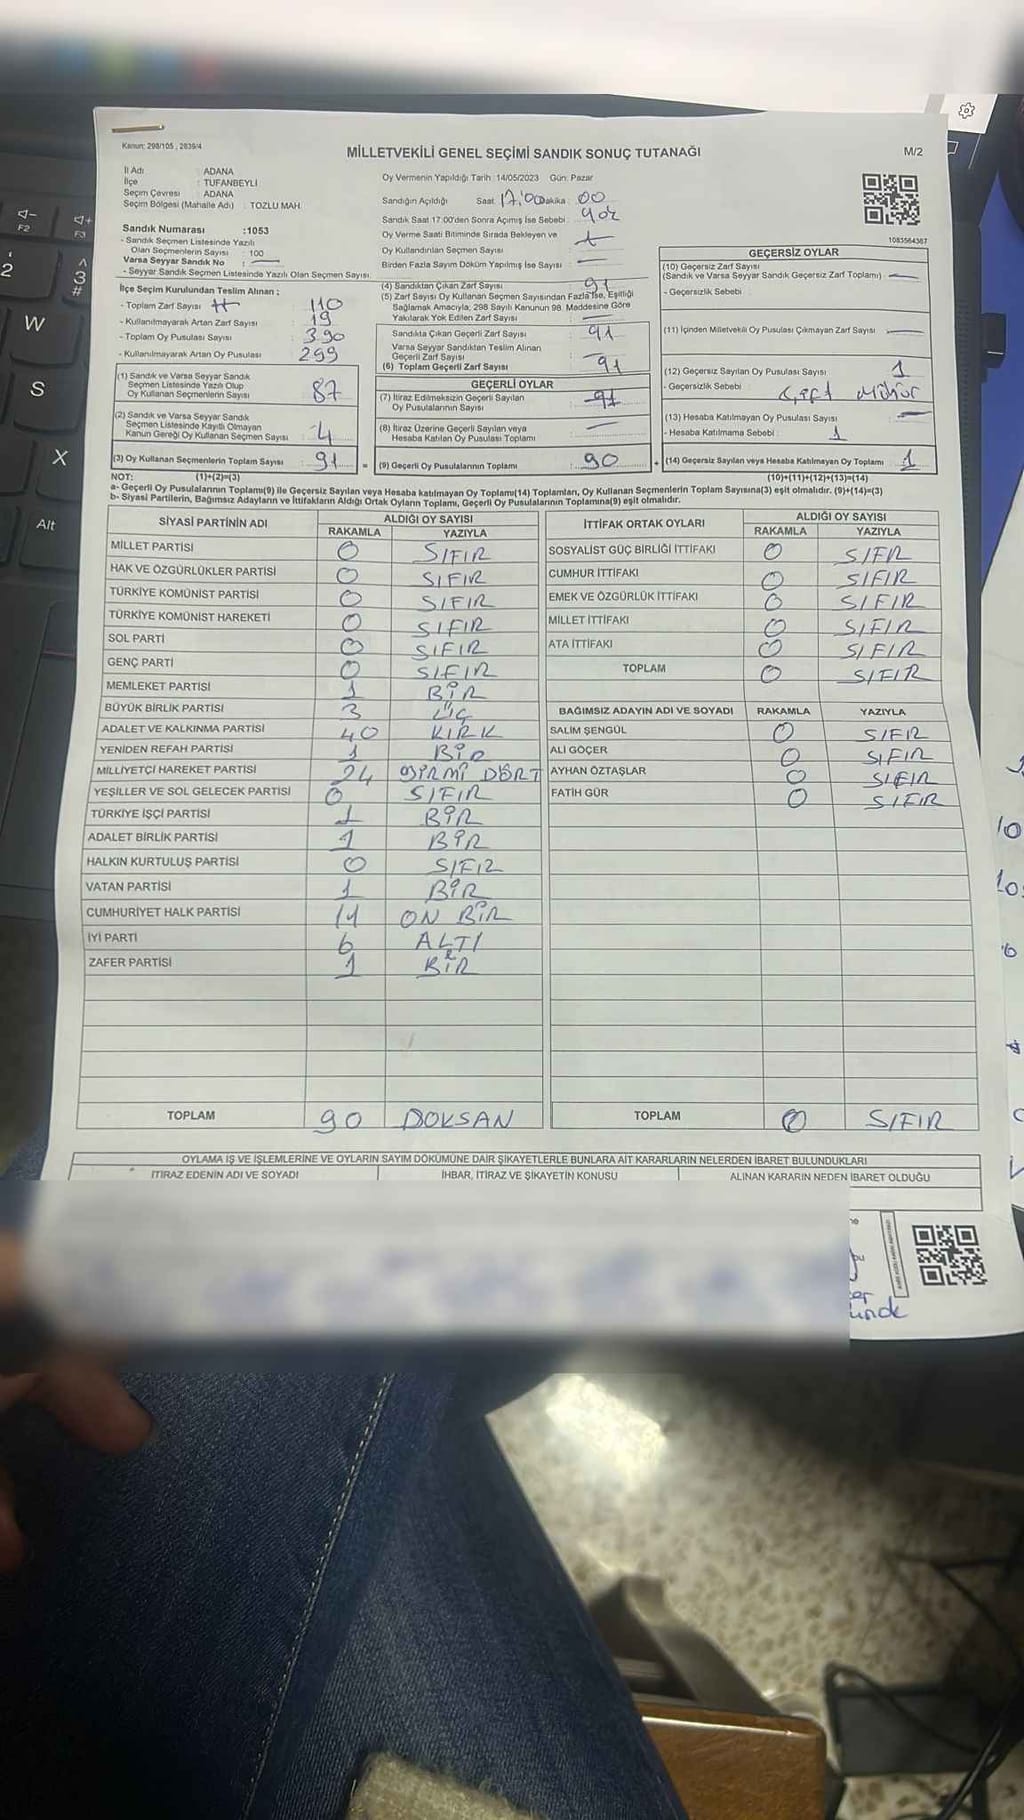 Kanun: 298/105 , 2839/4
MİLLETVEKİLİ GENEL SEÇİMİ SANDIK SONUÇ TUTANAĞI
M/2
İl Adı : ADANA
İlçe : TUFANBEYLİ
Seçim Çevresi : ADANA
Seçim Bölgesi (Mahalle Adı) : TOZLU MAH.
Sandık Numarası :1053
- Sandık Seçmen Listesinde Yazılı
Olan Seçmenlerin Sayısı : 100
Varsa Seyyar Sandık No :
- Seyyar Sandık Seçmen Listesinde Yazılı Olan Seçmen Sayısı:
İlçe Seçim Kurulundan Teslim Alınan ;
- Toplam Zarf Sayısı : 110
- Kullanılmayarak Artan Zarf Sayısı : 19
- Toplam Oy Pusulası Sayısı : 390
- Kullanılmayarak Artan Oy Pusulası : 299
(1) Sandık ve Varsa Seyyar Sandık
Seçmen Listesinde Yazılı Olup
Oy Kullanan Seçmenlerin Sayısı : 87
(2) Sandık ve Varsa Seyyar Sandık
Seçmen Listesinde Kayıtlı Olmayan
Kanun Gereği Oy Kullanan Seçmen Sayısı : 4
(3) Oy Kullanan Seçmenlerin Toplam Sayısı : 91
Oy Vermenin Yapıldığı Tarih :14/05/2023 Gün: Pazar
Sandığın Açıldığı Saat: 17:00 Dakika: 00
Sandık Saat 17:00'den Sonra Açımış İse Sebebi :
Oy Verme Saati Bitiminde Sırada Bekleyen ve
Oy Kullandırılan Seçmen Sayısı :
Birden Fazla Sayım Döküm Yapılmış İse Sayısı :
(4) Sandıktan Çıkan Zarf Sayısı : 91
(5) Zarf Sayısı Oy Kullanan Seçmen Sayısından Fazla İse, Eşitliği
Sağlamak Amacıyla, 298 Sayılı Kanunun 98. Maddesine Göre
Yakılarak Yok Edilen Zarf Sayısı :
Sandıkta Çıkan Geçerli Zarf Sayısı : 91
Varsa Seyyar Sandıktan Teslim Alınan
Geçerli Zarf Sayısı :
(6) Toplam Geçerli Zarf Sayısı : 91
GEÇERLİ OYLAR
(7) İtiraz Edilmeksizin Geçerli Sayılan
Oy Pusulalarının Sayısı : 91
(8) İtiraz Üzerine Geçerli Sayılan veya
Hesaba Katılan Oy Pusulası Toplamı :
= (9) Geçerli Oy Pusulalarının Toplamı : 90
1083564367
GEÇERSİZ OYLAR
(10) Geçersiz Zarf Sayısı
(Sandık ve Varsa Seyyar Sandık Geçersiz Zarf Toplamı) :
- Geçersizlik Sebebi :
(11) İçinden Milletvekili Oy Pusulası Çıkmayan Zarf Sayısı :
(12) Geçersiz Sayılan Oy Pusulası Sayısı : 1
- Geçersizlik Sebebi : Çift Mühür
(13) Hesaba Katılmayan Oy Pusulası Sayısı :
- Hesaba Katılmama Sebebi : 1
+ (14) Geçersiz Sayılan veya Hesaba Katılmayan Oy Toplamı : 1
NOT: (1)+(2)=(3) (10)+(11)+(12)+(13)=(14)
a- Geçerli Oy Pusulalarının Toplamı(9) ile Geçersiz Sayılan veya Hesaba katılmayan Oy Toplamı(14) Toplamları, Oy Kullanan Seçmenlerin Toplam Sayısına(3) eşit olmalıdır. (9)+(14)=(3)
b- Siyasi Partilerin, Bağımsız Adayların ve İttifakların Aldığı Ortak Oyların Toplamı, Geçerli Oy Pusulalarının Toplamına(9) eşit olmalıdır.
SİYASİ PARTİNİN ADI ALDIĞI OY SAYISI
RAKAMLA YAZIYLA
MİLLET PARTİSİ 0 SIFIR
HAK VE ÖZGÜRLÜKLER PARTİSİ 0 SIFIR
TÜRKİYE KOMÜNİST PARTİSİ 0 SIFIR
TÜRKİYE KOMÜNİST HAREKETİ 0 SIFIR
SOL PARTİ 0 SIFIR
GENÇ PARTİ 0 SIFIR
MEMLEKET PARTİSİ 1 BİR
BÜYÜK BİRLİK PARTİSİ 3 ÜÇ
ADALET VE KALKINMA PARTİSİ 40 KIRK
YENİDEN REFAH PARTİSİ 1 BİR
MİLLİYETÇİ HAREKET PARTİSİ 24 YİRMİ DÖRT
YEŞİLLER VE SOL GELECEK PARTİSİ 0 SIFIR
TÜRKİYE İŞÇİ PARTİSİ 1 BİR
ADALET BİRLİK PARTİSİ 1 BİR
HALKIN KURTULUŞ PARTİSİ 0 SIFIR
VATAN PARTİSİ 1 BİR
CUMHURİYET HALK PARTİSİ 11 ON BİR
İYİ PARTİ 6 ALTI
ZAFER PARTİSİ 1 BİR
TOPLAM 90 DOKSAN
İTTİFAK ORTAK OYLARI ALDIĞI OY SAYISI
RAKAMLA YAZIYLA
SOSYALİST GÜÇ BİRLİĞİ İTTİFAKI 0 SIFR
CUMHUR İTTİFAKI 0 SIFIR
EMEK VE ÖZGÜRLÜK İTTİFAKI 0 SIFIR
MİLLET İTTİFAKI 0 SIFIR
ATA İTTİFAKI 0 SIFIR
TOPLAM 0 SIFIR
BAĞIMSIZ ADAYIN ADI VE SOYADI RAKAMLA YAZIYLA
SALİM ŞENGÜL 0 SIFIR
ALİ GÖÇER 0 SIFIR
AYHAN ÖZTAŞLAR 0 SIFIR
FATİH GÜR 0 SIFIR
TOPLAM 0 SIFIR
OYLAMA İŞ VE İŞLEMLERİNE VE OYLARIN SAYIM DÖKÜMÜNE DAİR ŞİKAYETLERLE BUNLARA AİT KARARLARIN NELERDEN İBARET BULUNDUKLARI
İTİRAZ EDENİN ADI VE SOYADI İHBAR, İTİRAZ VE ŞİKAYETİN KONUSU ALINAN KARARIN NEDEN İBARET OLDUĞU
F2
F3
2
3
#
W
S
X
Alt